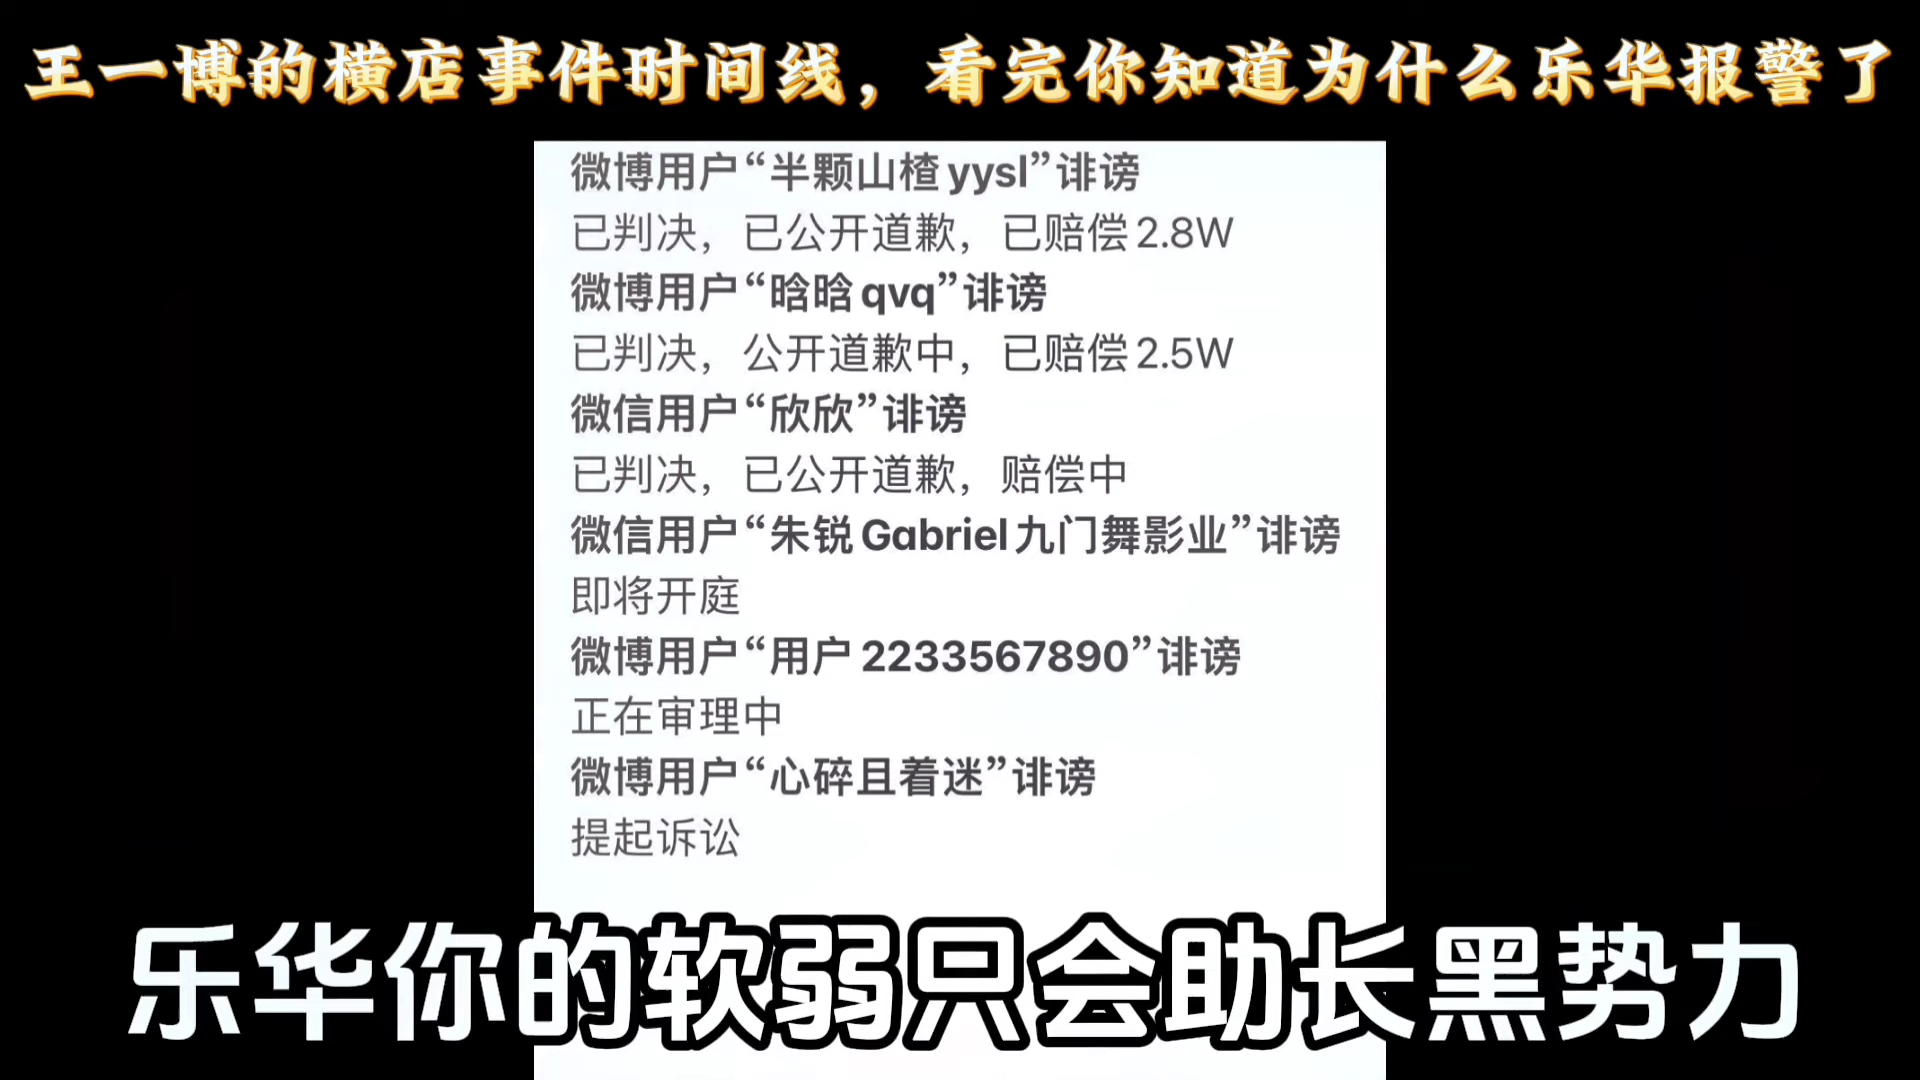 王一博的横店事件时间线，看完你知道为什么乐华报警了
微博用户“半颗山楂yysl”诽谤
已判决，已公开道歉，已赔偿2.8W
微博用户“晗晗qvq”诽谤
已判决，公开道歉中，已赔偿2.5W
微信用户“欣欣”诽谤
已判决，已公开道歉，赔偿中
微信用户“朱锐Gabriel九门舞影业”诽谤
即将开庭
微博用户“用户2233567890”诽谤
正在审理中
微博用户“心碎且着迷”诽谤
提起诉讼
乐华你的软弱只会助长黑势力